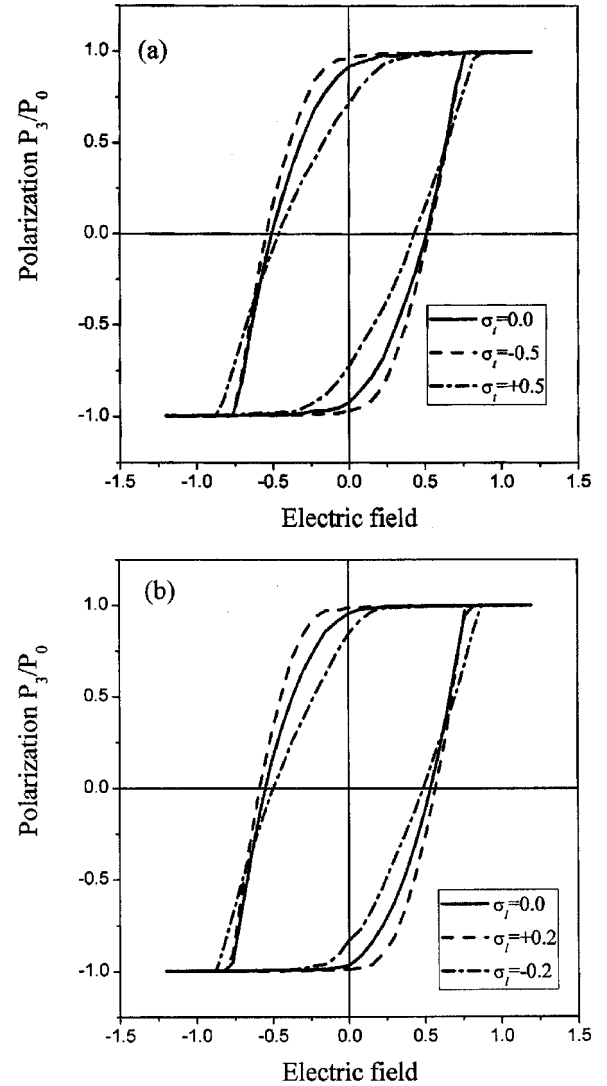 (a)
1.0
0.5
0.0
-0.5
-1.0
Polarization P3/P0
σt=0.0
σt=-0.5
σt=+0.5
-1.5 -1.0 -0.5 0.0 0.5 1.0 1.5
Electric field
(b)
1.0
0.5
0.0
-0.5
-1.0
Polarization P3/P0
σl=0.0
σl=+0.2
σl=-0.2
-1.5 -1.0 -0.5 0.0 0.5 1.0 1.5
Electric field